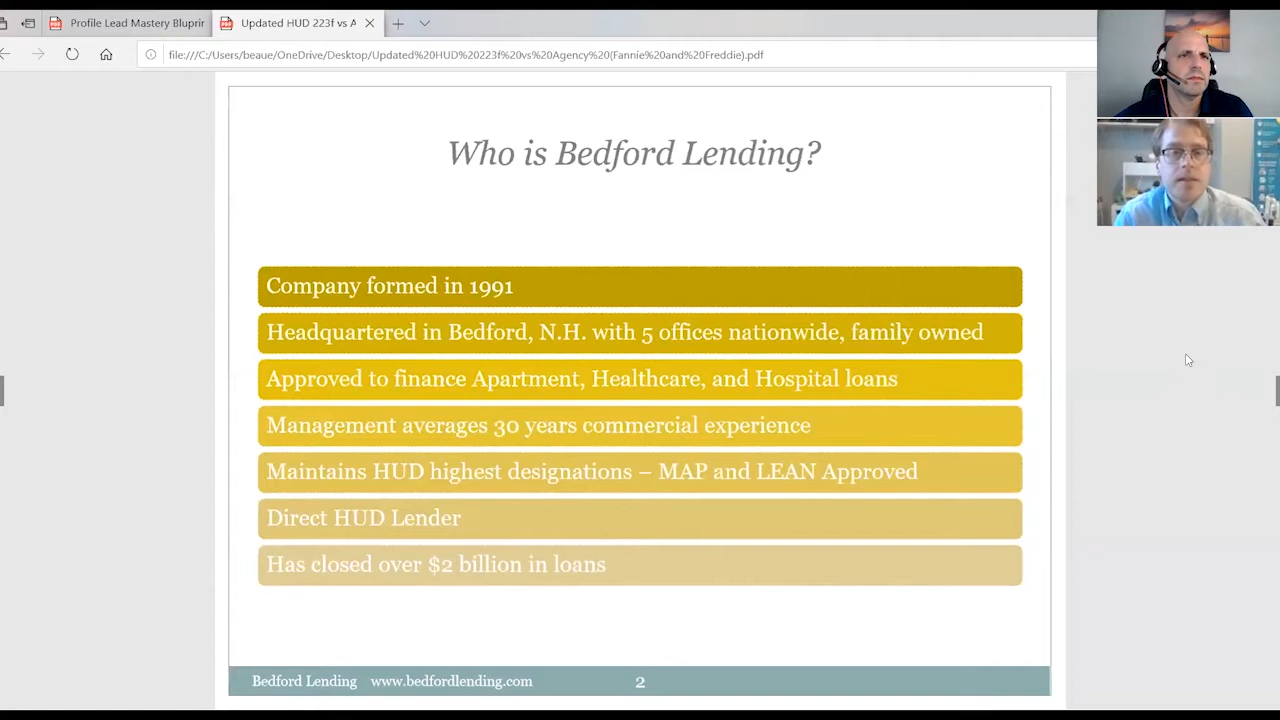 Profile Lead Mastery Bluprir
Updated HUD 223f vs A
file:///C:/Users/beaue/OneDrive/Desktop/Updated%20HUD%20223f%20vs%20Agency%20(Fannie%20and%20Freddie).pdf
Who is Bedford Lending?
Company formed in 1991
Headquartered in Bedford, N.H. with 5 offices nationwide, family owned
Approved to finance Apartment, Healthcare, and Hospital loans
Management averages 30 years commercial experience
Maintains HUD highest designations – MAP and LEAN Approved
Direct HUD Lender
Has closed over $2 billion in loans
Bedford Lending www.bedfordlending.com 2